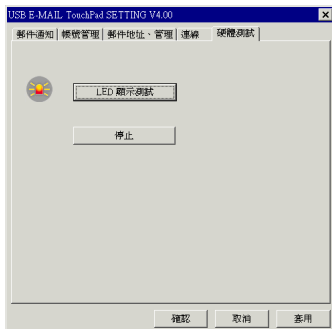 USB E-MAIL TouchPad SETTING V4.00
郵件通知 帳號管理 郵件地址、管理 連線 硬體測試
LED 顯示測試
停止
確認 取消 套用